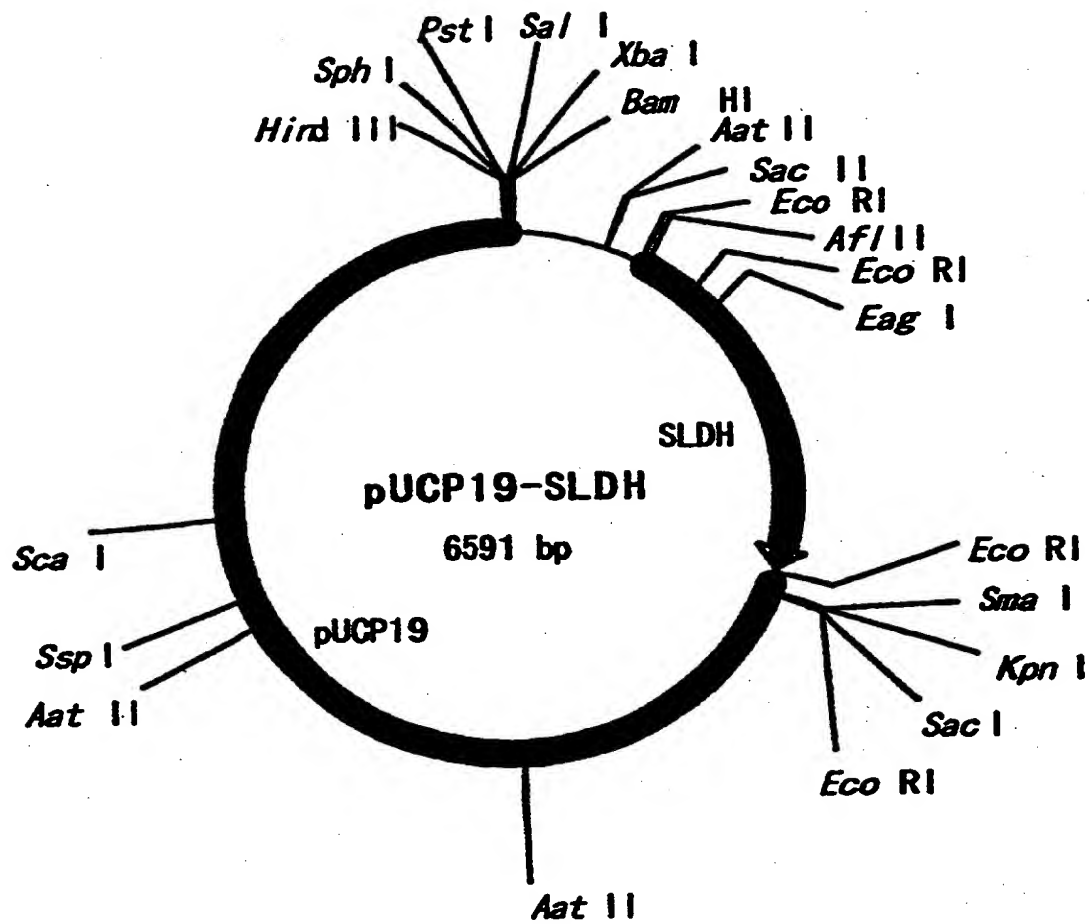 Pst I
Sal I
Sph I
Xba I
Hind III
Bam HI
Aat II
Sac II
Eco RI
Afl II
Eco RI
Eag I
SLDH
pUCP19-SLDH
6591 bp
Sca I
Eco RI
Sma I
Ssp I
pUCP19
Kpn I
Aat II
Sac I
Eco RI
Aat II